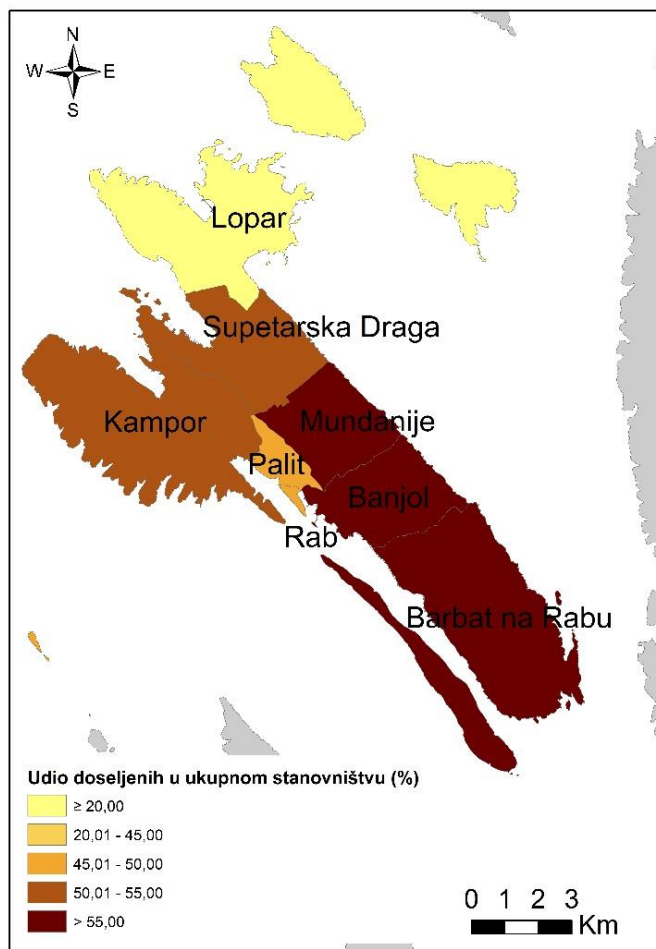 N
W E
S
Lopar
Supetarska Draga
Kampor
Mundanije
Palit
Banjol
Rab
Barbat na Rabu
Udio doseljenih u ukupnom stanovništvu (%)
≥ 20,00
20,01 - 45,00
45,01 - 50,00
50,01 - 55,00
> 55,00
0 1 2 3
Km